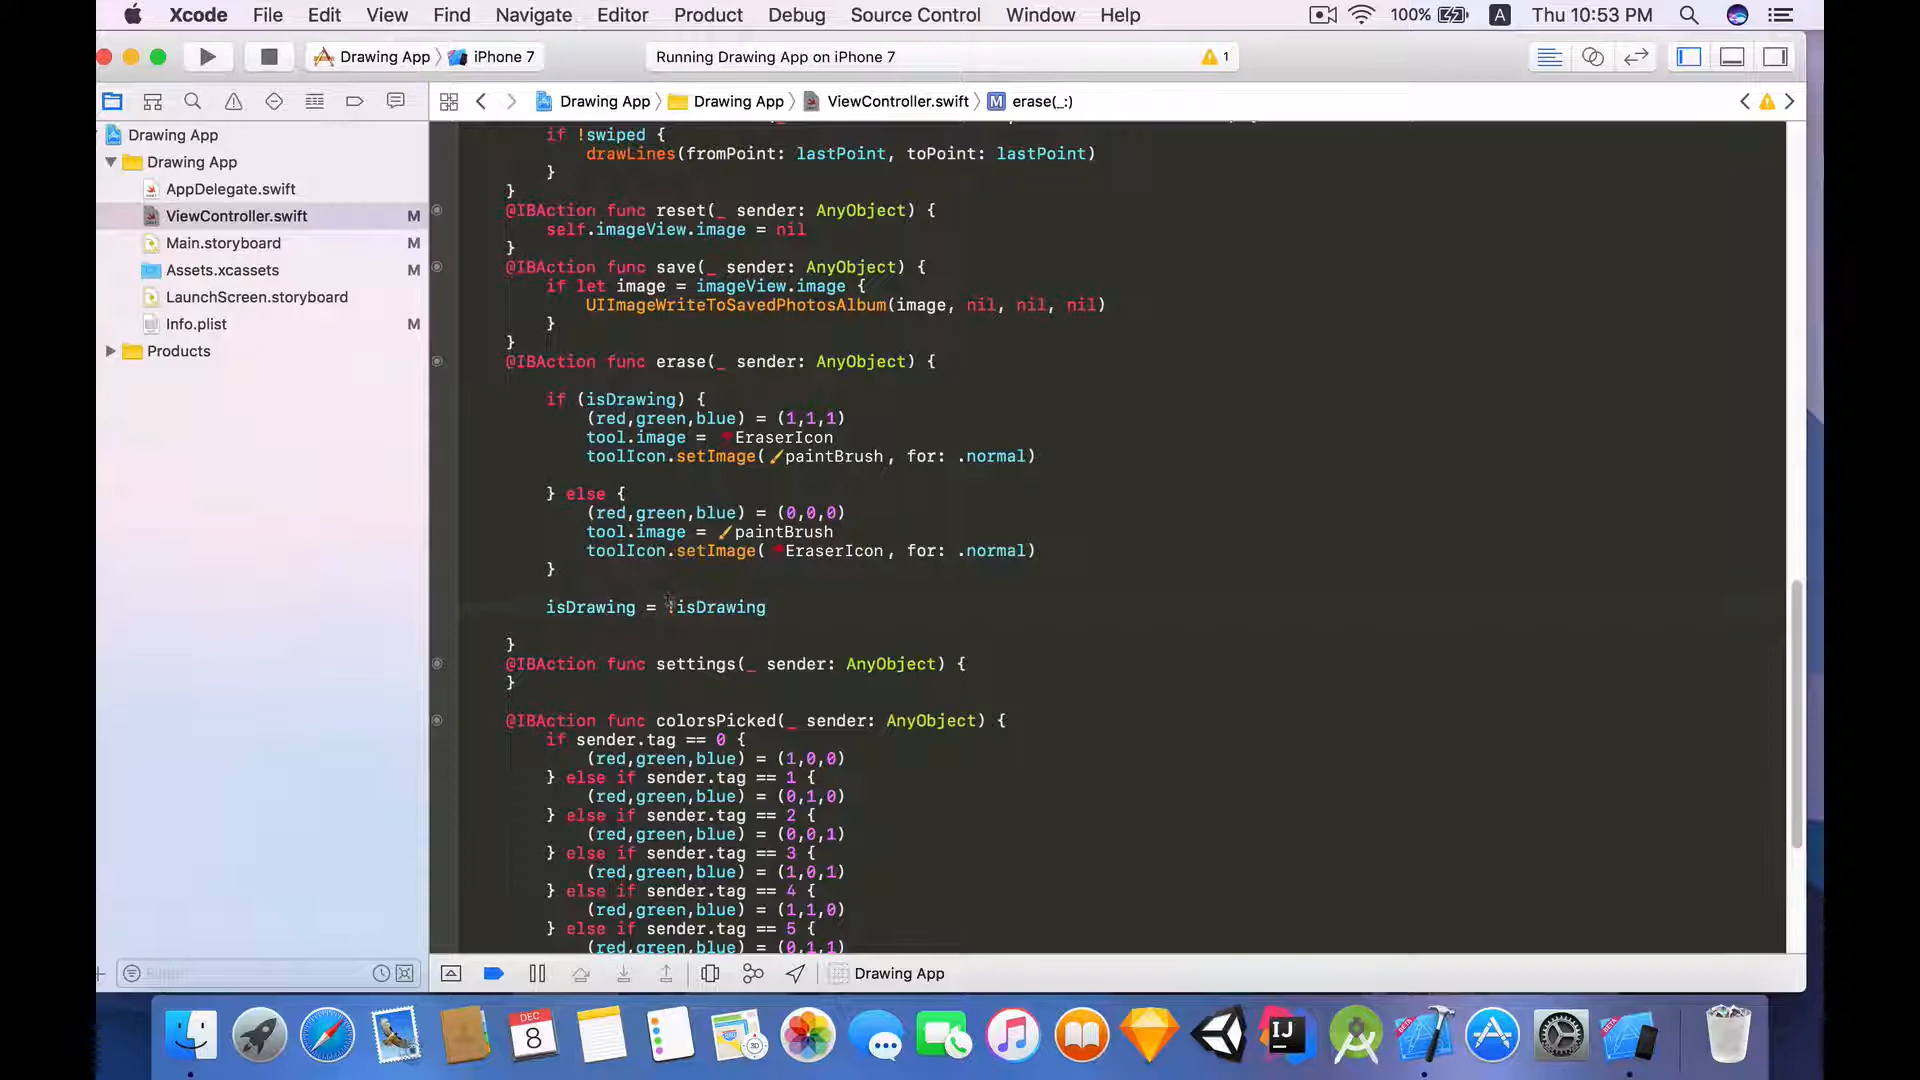 Xcode File Edit View Find Navigate Editor Product Debug Source Control Window Help 100% A Thu 10:53 PM
Drawing App iPhone 7 Running Drawing App on iPhone 7 1
Drawing App Drawing App ViewController.swift M erase(_:)
Drawing App
Drawing App
AppDelegate.swift
ViewController.swift M
Main.storyboard M
Assets.xcassets M
LaunchScreen.storyboard
Info.plist M
Products
if !swiped {
drawLines(fromPoint: lastPoint, toPoint: lastPoint)
}
}
@IBAction func reset(_ sender: AnyObject) {
self.imageView.image = nil
}
@IBAction func save(_ sender: AnyObject) {
if let image = imageView.image {
UIImageWriteToSavedPhotosAlbum(image, nil, nil, nil)
}
}
@IBAction func erase(_ sender: AnyObject) {
if (isDrawing) {
(red,green,blue) = (1,1,1)
tool.image = EraserIcon
toolIcon.setImage( paintBrush, for: .normal)
} else {
(red,green,blue) = (0,0,0)
tool.image = paintBrush
toolIcon.setImage( EraserIcon, for: .normal)
}
isDrawing = !isDrawing
}
@IBAction func settings(_ sender: AnyObject) {
}
@IBAction func colorsPicked(_ sender: AnyObject) {
if sender.tag == 0 {
(red,green,blue) = (1,0,0)
} else if sender.tag == 1 {
(red,green,blue) = (0,1,0)
} else if sender.tag == 2 {
(red,green,blue) = (0,0,1)
} else if sender.tag == 3 {
(red,green,blue) = (1,0,1)
} else if sender.tag == 4 {
(red,green,blue) = (1,1,0)
} else if sender.tag == 5 {
(red,green,blue) = (0,1,1)
Drawing App
DEC
8
3D
IJ
BETA
BETA